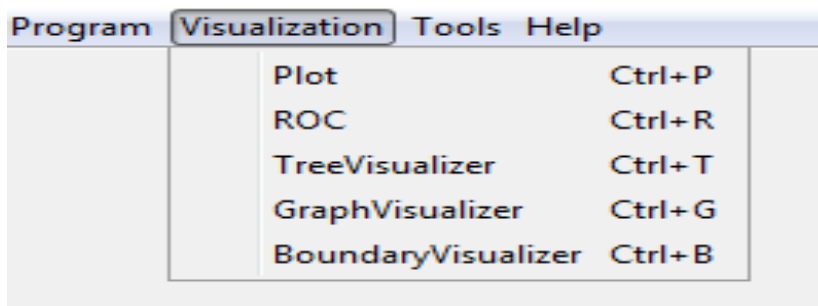 Program Visualization Tools Help
Plot Ctrl+P
ROC Ctrl+R
TreeVisualizer Ctrl+T
GraphVisualizer Ctrl+G
BoundaryVisualizer Ctrl+B